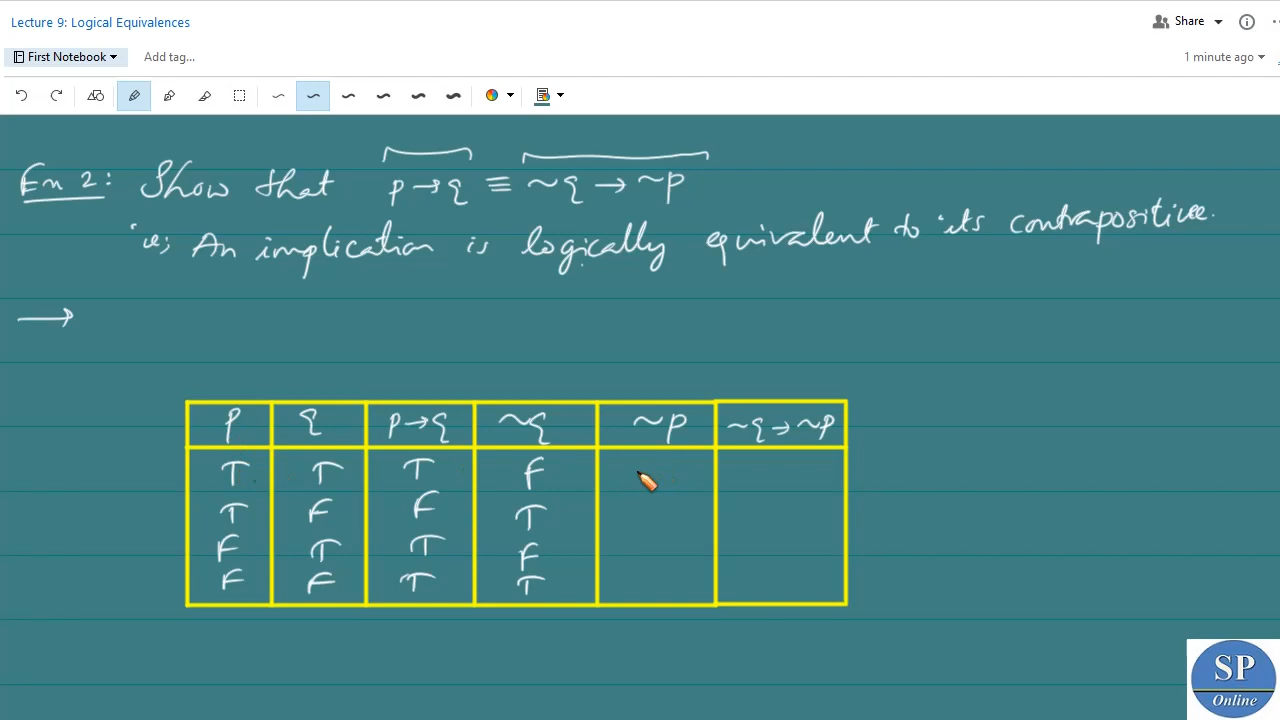 Lecture 9: Logical Equivalences
Share
First Notebook
Add tag...
1 minute ago
Ex 2: Show that p→q ≡ ~q → ~p
ie; An implication is logically equivalent to its contrapositive.
→
p q p→q ~q ~p ~q→~p
T T T F
T F F T
F T T F
F F T T
SP
Online